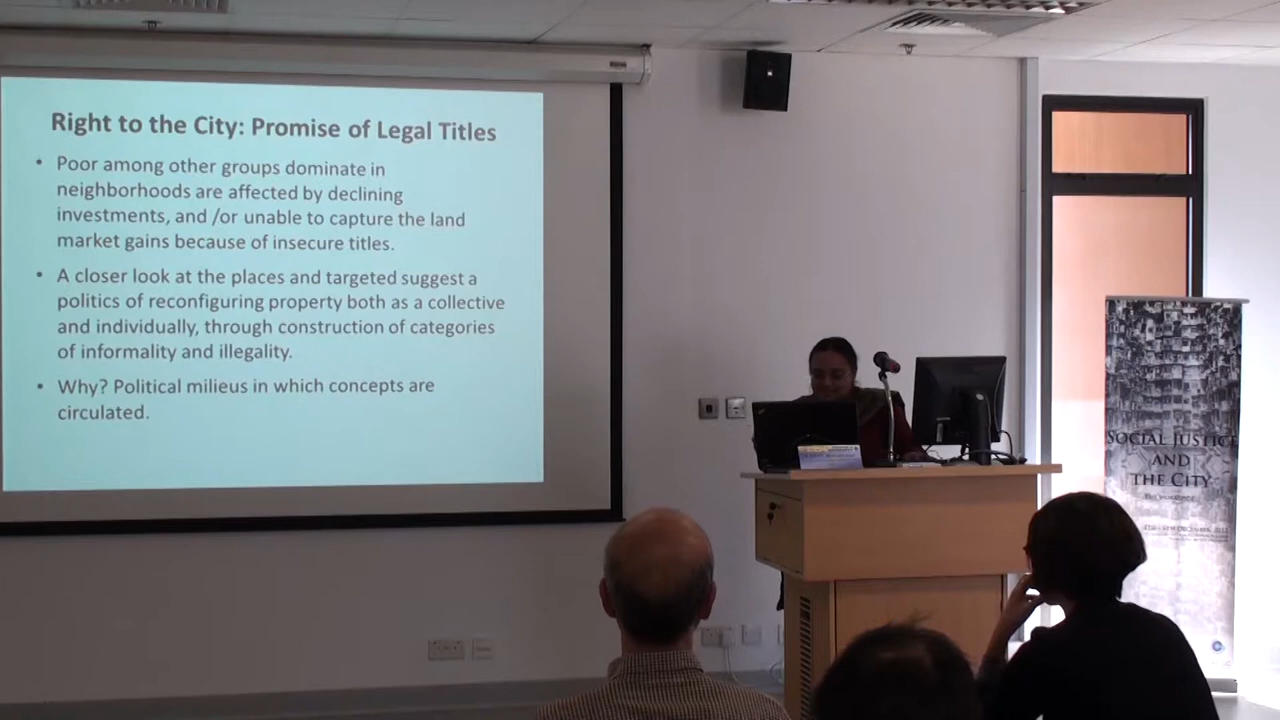 Right to the City: Promise of Legal Titles
• Poor among other groups dominate in
neighborhoods are affected by declining
investments, and /or unable to capture the land
market gains because of insecure titles.
• A closer look at the places and targeted suggest a
politics of reconfiguring property both as a collective
and individually, through construction of categories
of informality and illegality.
• Why? Political milieus in which concepts are
circulated.
SOCIAL JUSTICE
AND
THE CITY